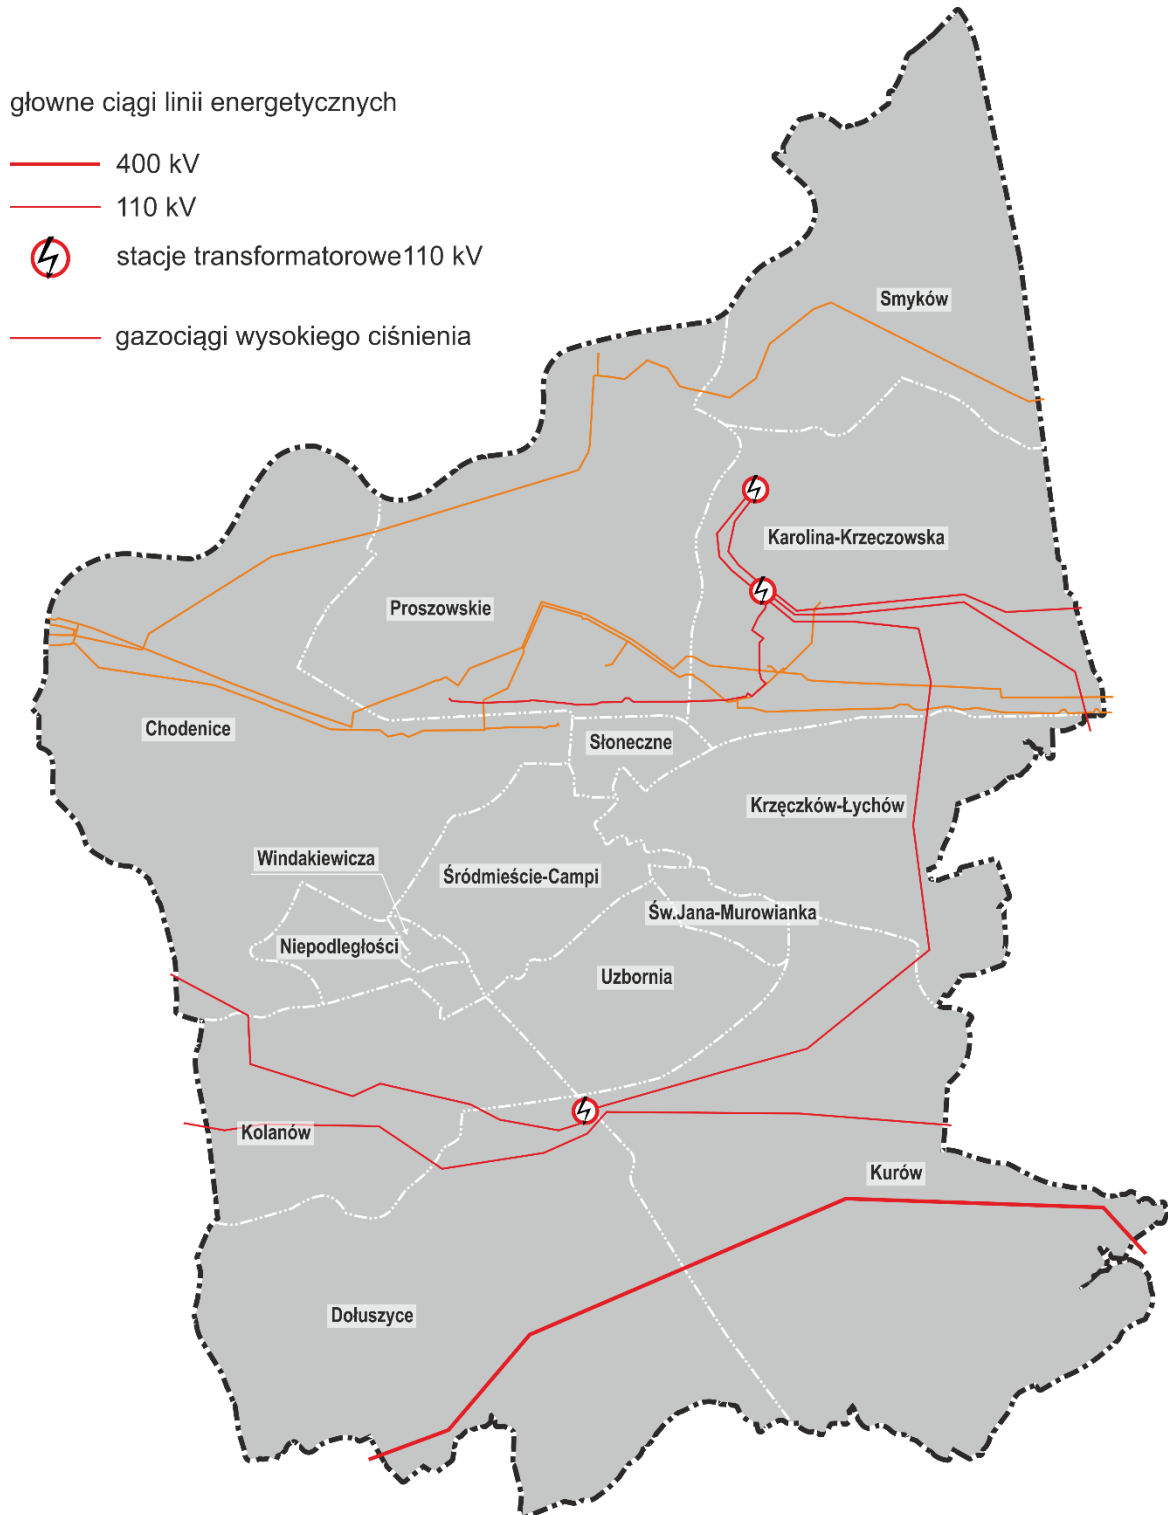 głowne ciągi linii energetycznych
400 kV
110 kV
stacje transformatorowe110 kV
gazociągi wysokiego ciśnienia
Smyków
Karolina-Krzeczowska
Proszowskie
Chodenice
Słoneczne
Krzęczków-Łychów
Windakiewicza
Śródmieście-Campi
Św.Jana-Murowianka
Niepodległości
Uzbornia
Kolanów
Kurów
Dołuszyce